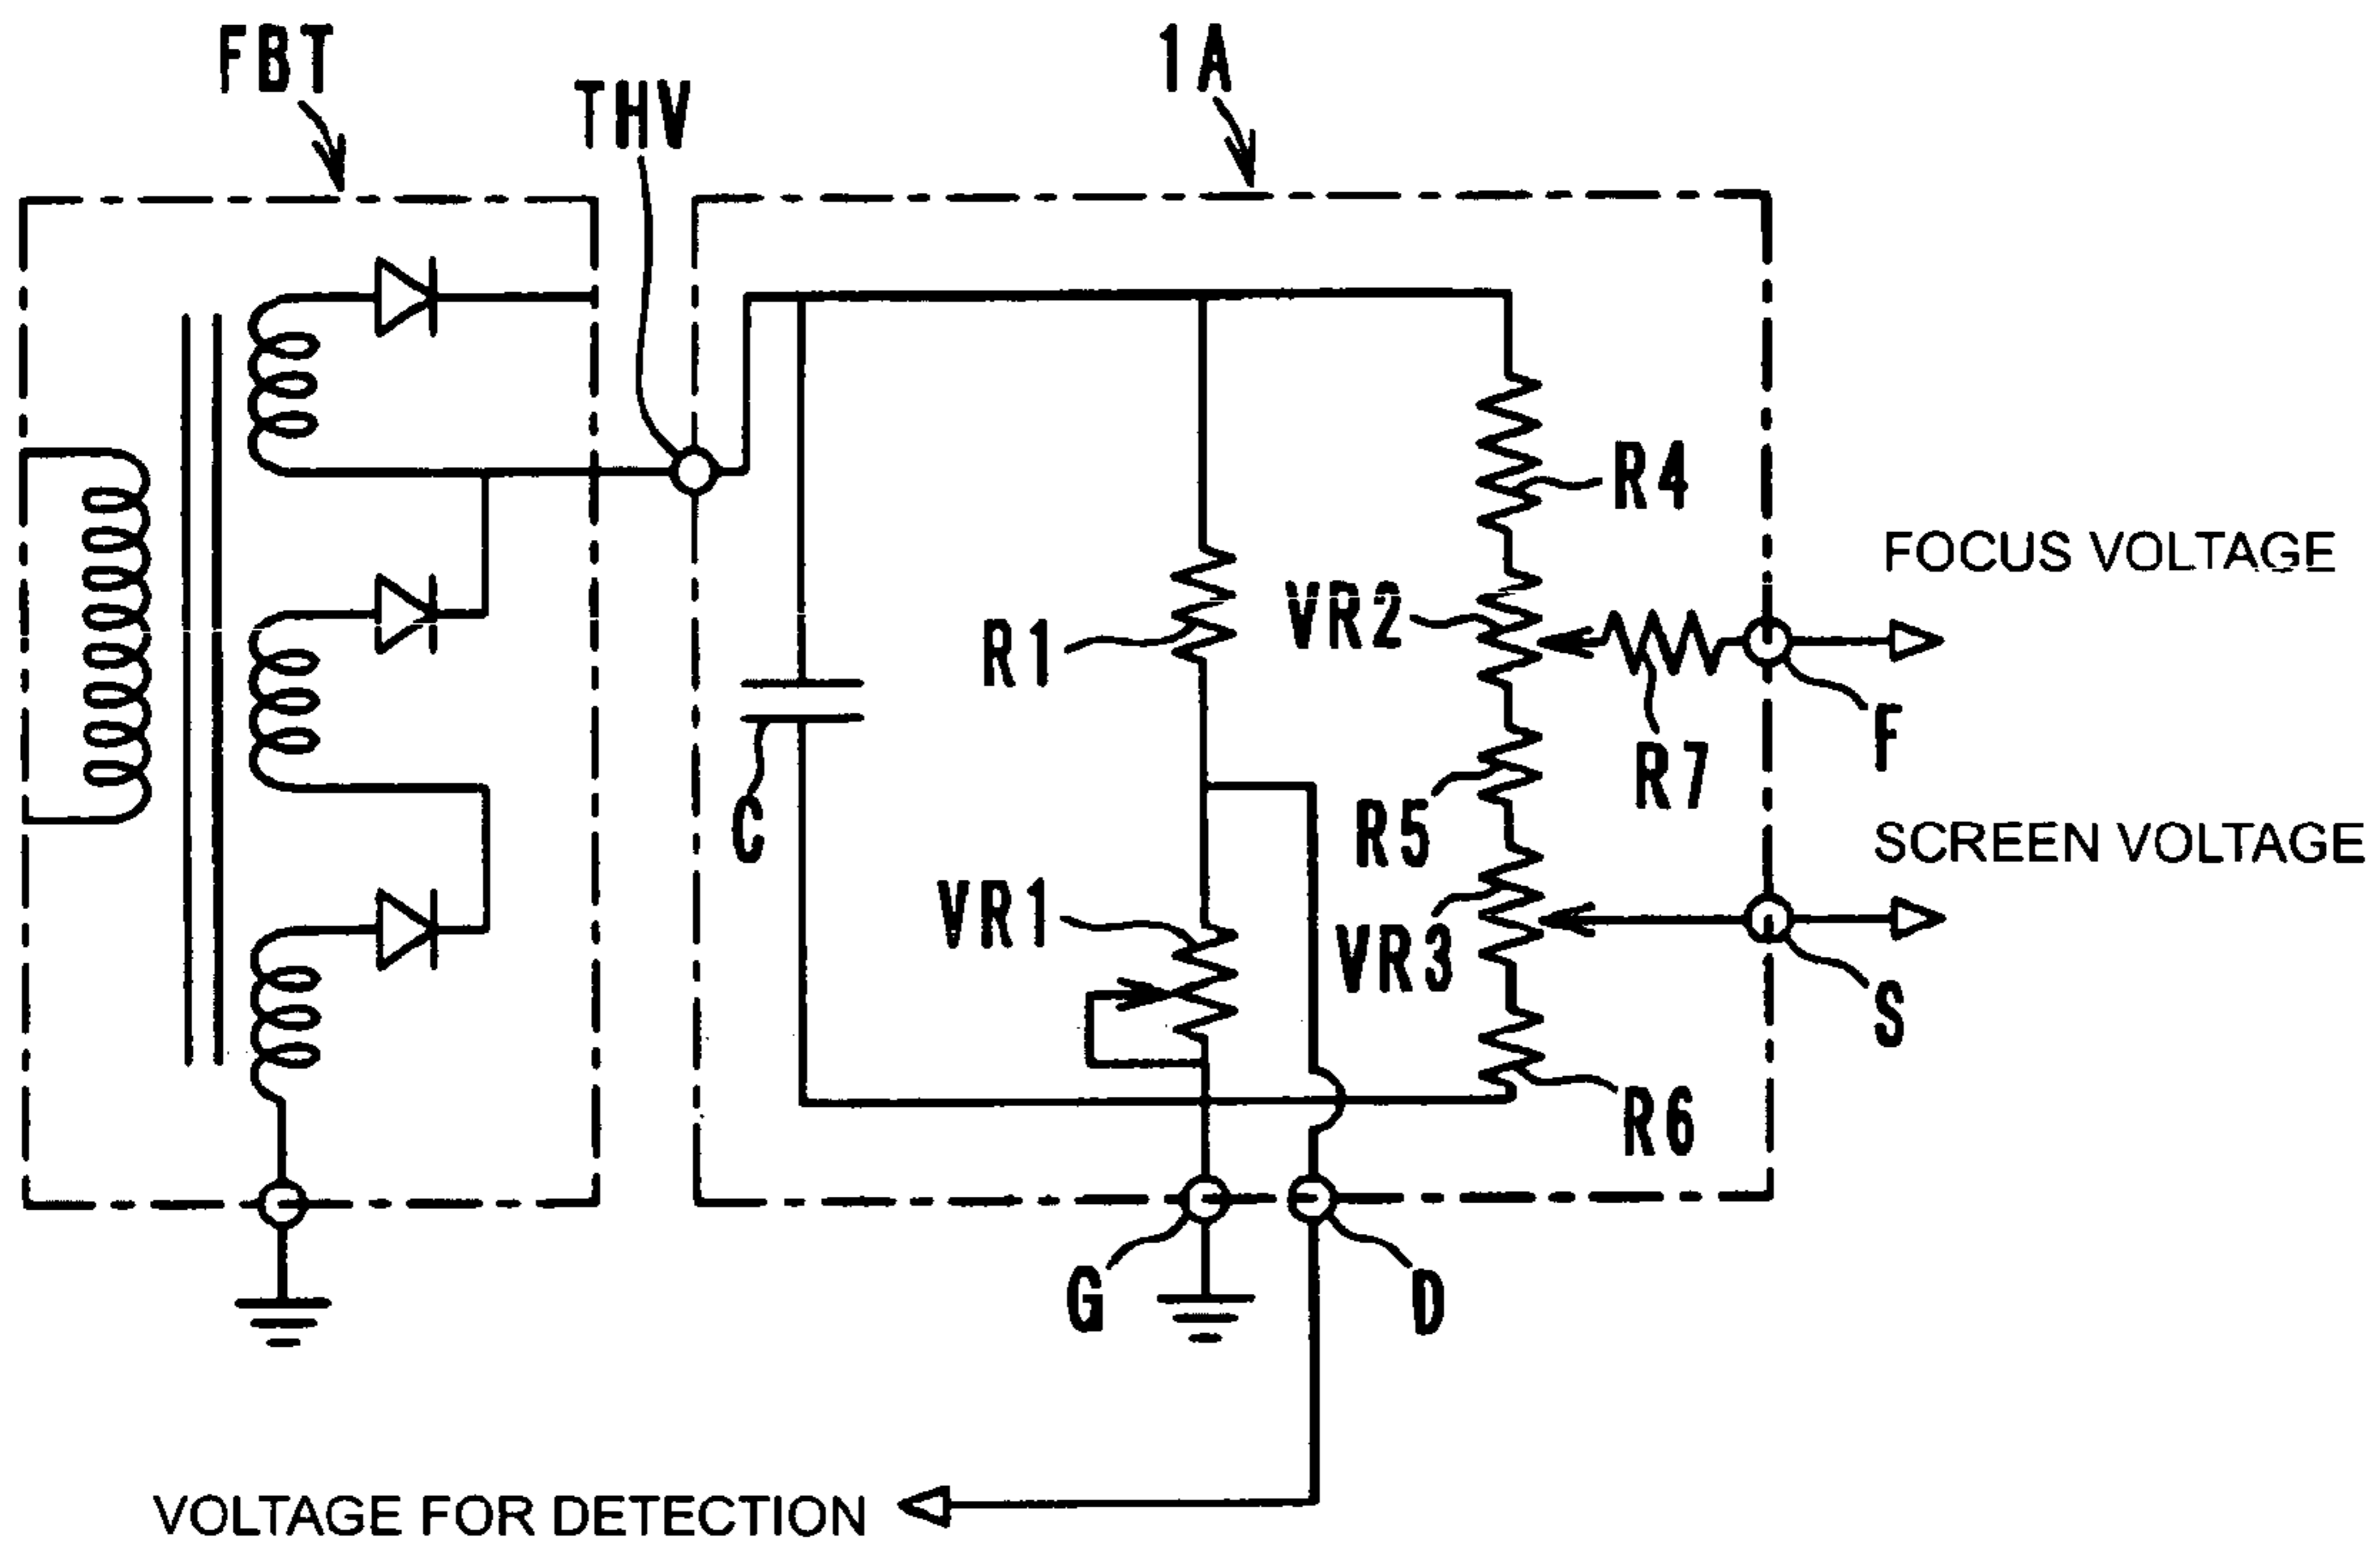 FBT
THV
1A
R4
FOCUS VOLTAGE
VR2
R1
F
R7
C
R5
SCREEN VOLTAGE
VR1
VR3
S
R6
G
D
VOLTAGE FOR DETECTION